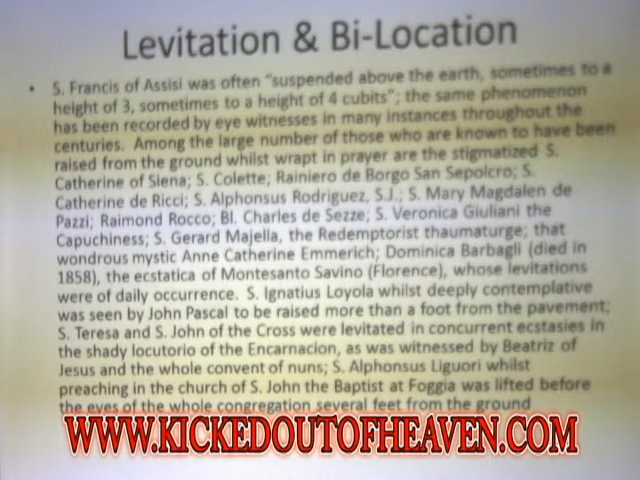 Levitation & Bi-Location
• S. Francis of Assisi was often "suspended above the earth, sometimes to a
height of 3, sometimes to a height of 4 cubits"; the same phenomenon
has been recorded by eye witnesses in many instances throughout the
centuries. Among the large number of those who are known to have been
raised from the ground whilst wrapt in prayer are the stigmatized S.
Catherine of Siena; S. Colette; Rainiero de Borgo San Sepolcro; S.
Catherine de Ricci; S. Alphonsus Rodriguez, S.J.; S. Mary Magdalen de
Pazzi; Raimond Rocco; Bl. Charles de Sezze; S. Veronica Giuliani the
Capuchiness; S. Gerard Majella, the Redemptorist thaumaturge; that
wondrous mystic Anne Catherine Emmerich; Dominica Barbagli (died in
1858), the ecstatica of Montesanto Savino (Florence), whose levitations
were of daily occurrence. S. Ignatius Loyola whilst deeply contemplative
was seen by John Pascal to be raised more than a foot from the pavement;
S. Teresa and S. John of the Cross were levitated in concurrent ecstasies in
the shady locutorio of the Encarnacion, as was witnessed by Beatriz of
Jesus and the whole convent of nuns; S. Alphonsus Liguori whilst
preaching in the church of S. John the Baptist at Foggia was lifted before
the eyes of the whole congregation several feet from the ground
WWW.KICKEDOUTOFHEAVEN.COM